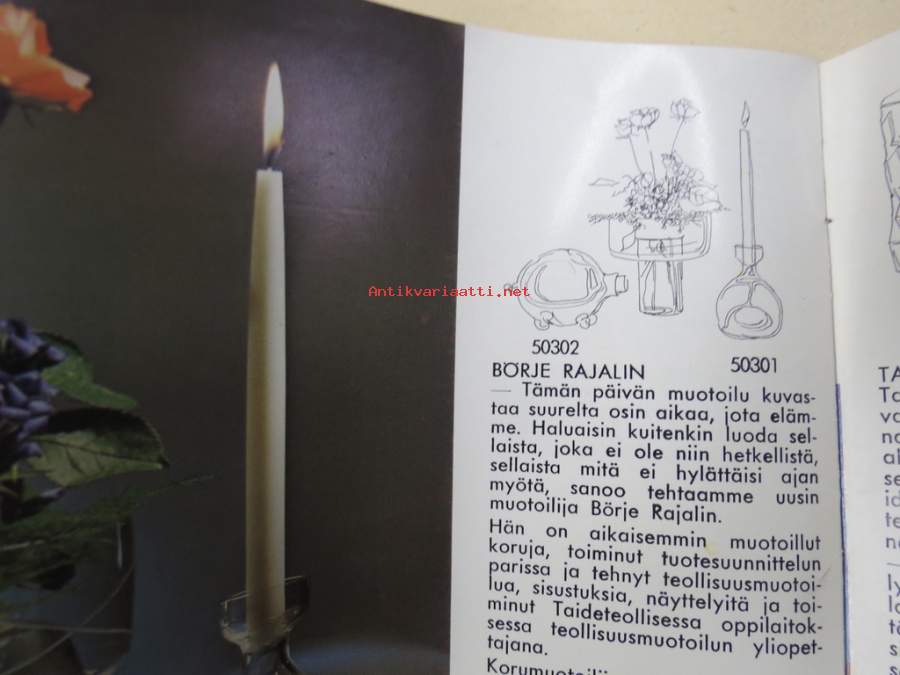 Antikvariaatti.net
50302
50301
BÖRJE RAJALIN
— Tämän päivän muotoilu kuvas-
taa suurelta osin aikaa, jota eläm-
me. Haluaisin kuitenkin luoda sel-
laista, joka ei ole niin hetkellistä,
sellaista mitä ei hylättäisi ajan
myötä, sanoo tehtaamme uusin
muotoilija Börje Rajalin.
Hän on aikaisemmin muotoillut
koruja, toiminut tuotesuunnittelun
parissa ja tehnyt teollisuusmuotoi-
lua, sisustuksia, näyttelyitä ja toi-
minut Taideteollisessa oppilaitok-
sessa teollisuusmuotoilun yliopet-
tajana.